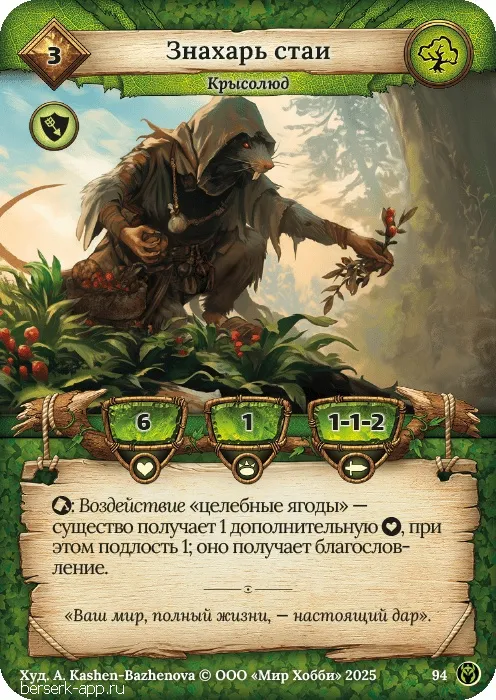 3
Знахарь стаи
Крысолюд
6
1
1-1-2
: Воздействие «целебные ягоды» —
существо получает 1 дополнительную , при
этом подлость 1; оно получает благослов-
ление.
«Ваш мир, полный жизни, — настоящий дар».
Худ. A. Kashen-Bazhenova © ООО «Мир Хобби» 2025
94
berserk-app.ru